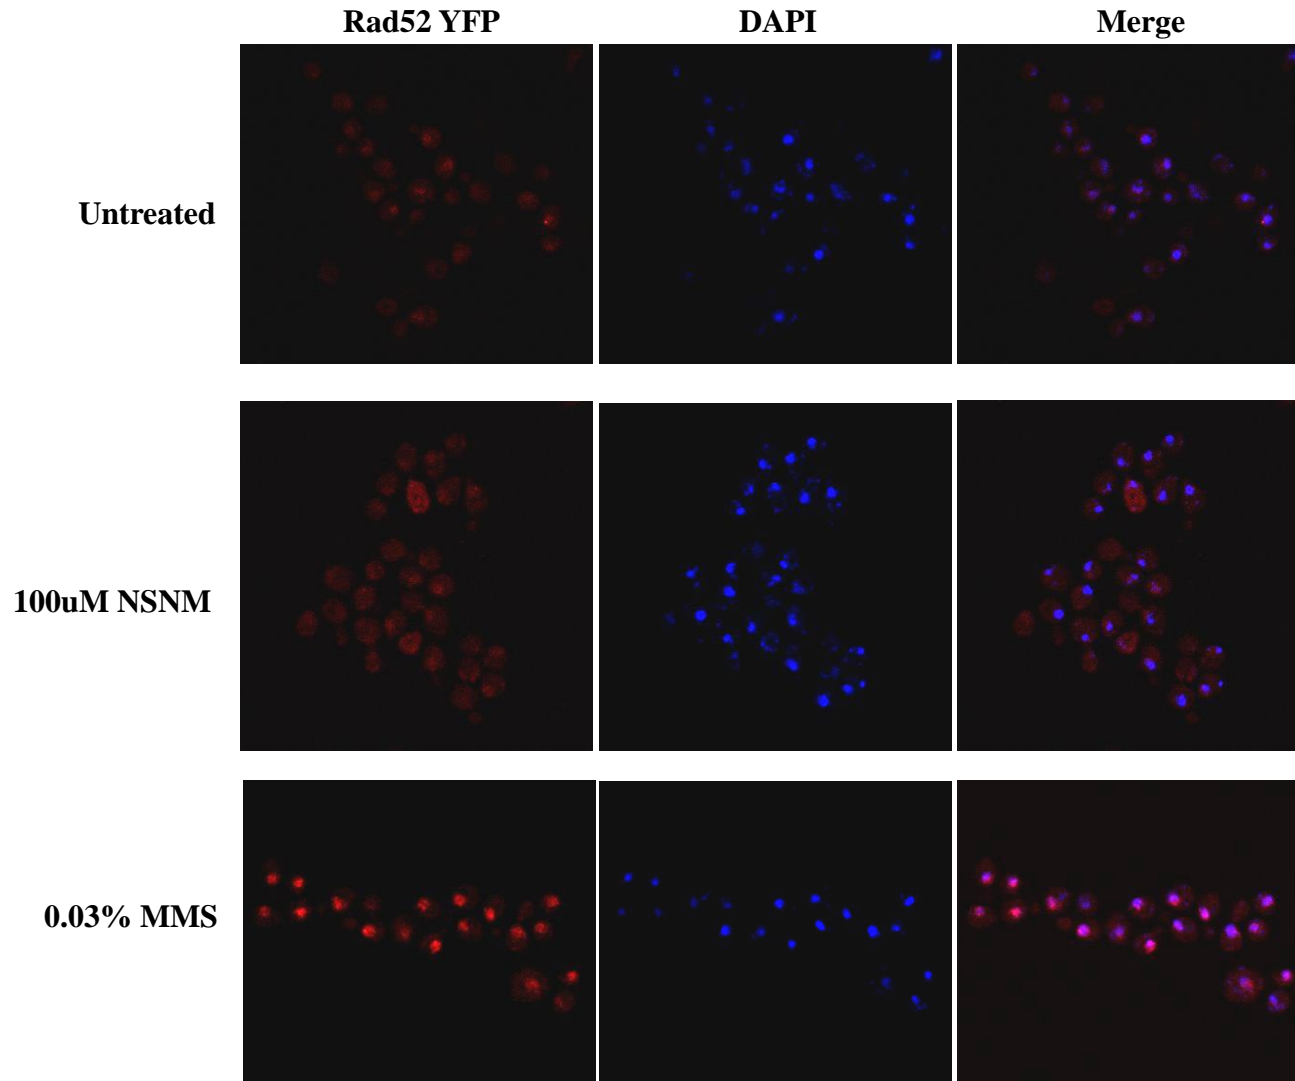 Rad52 YFP
DAPI
Merge
Untreated
100uM NSNM
0.03% MMS